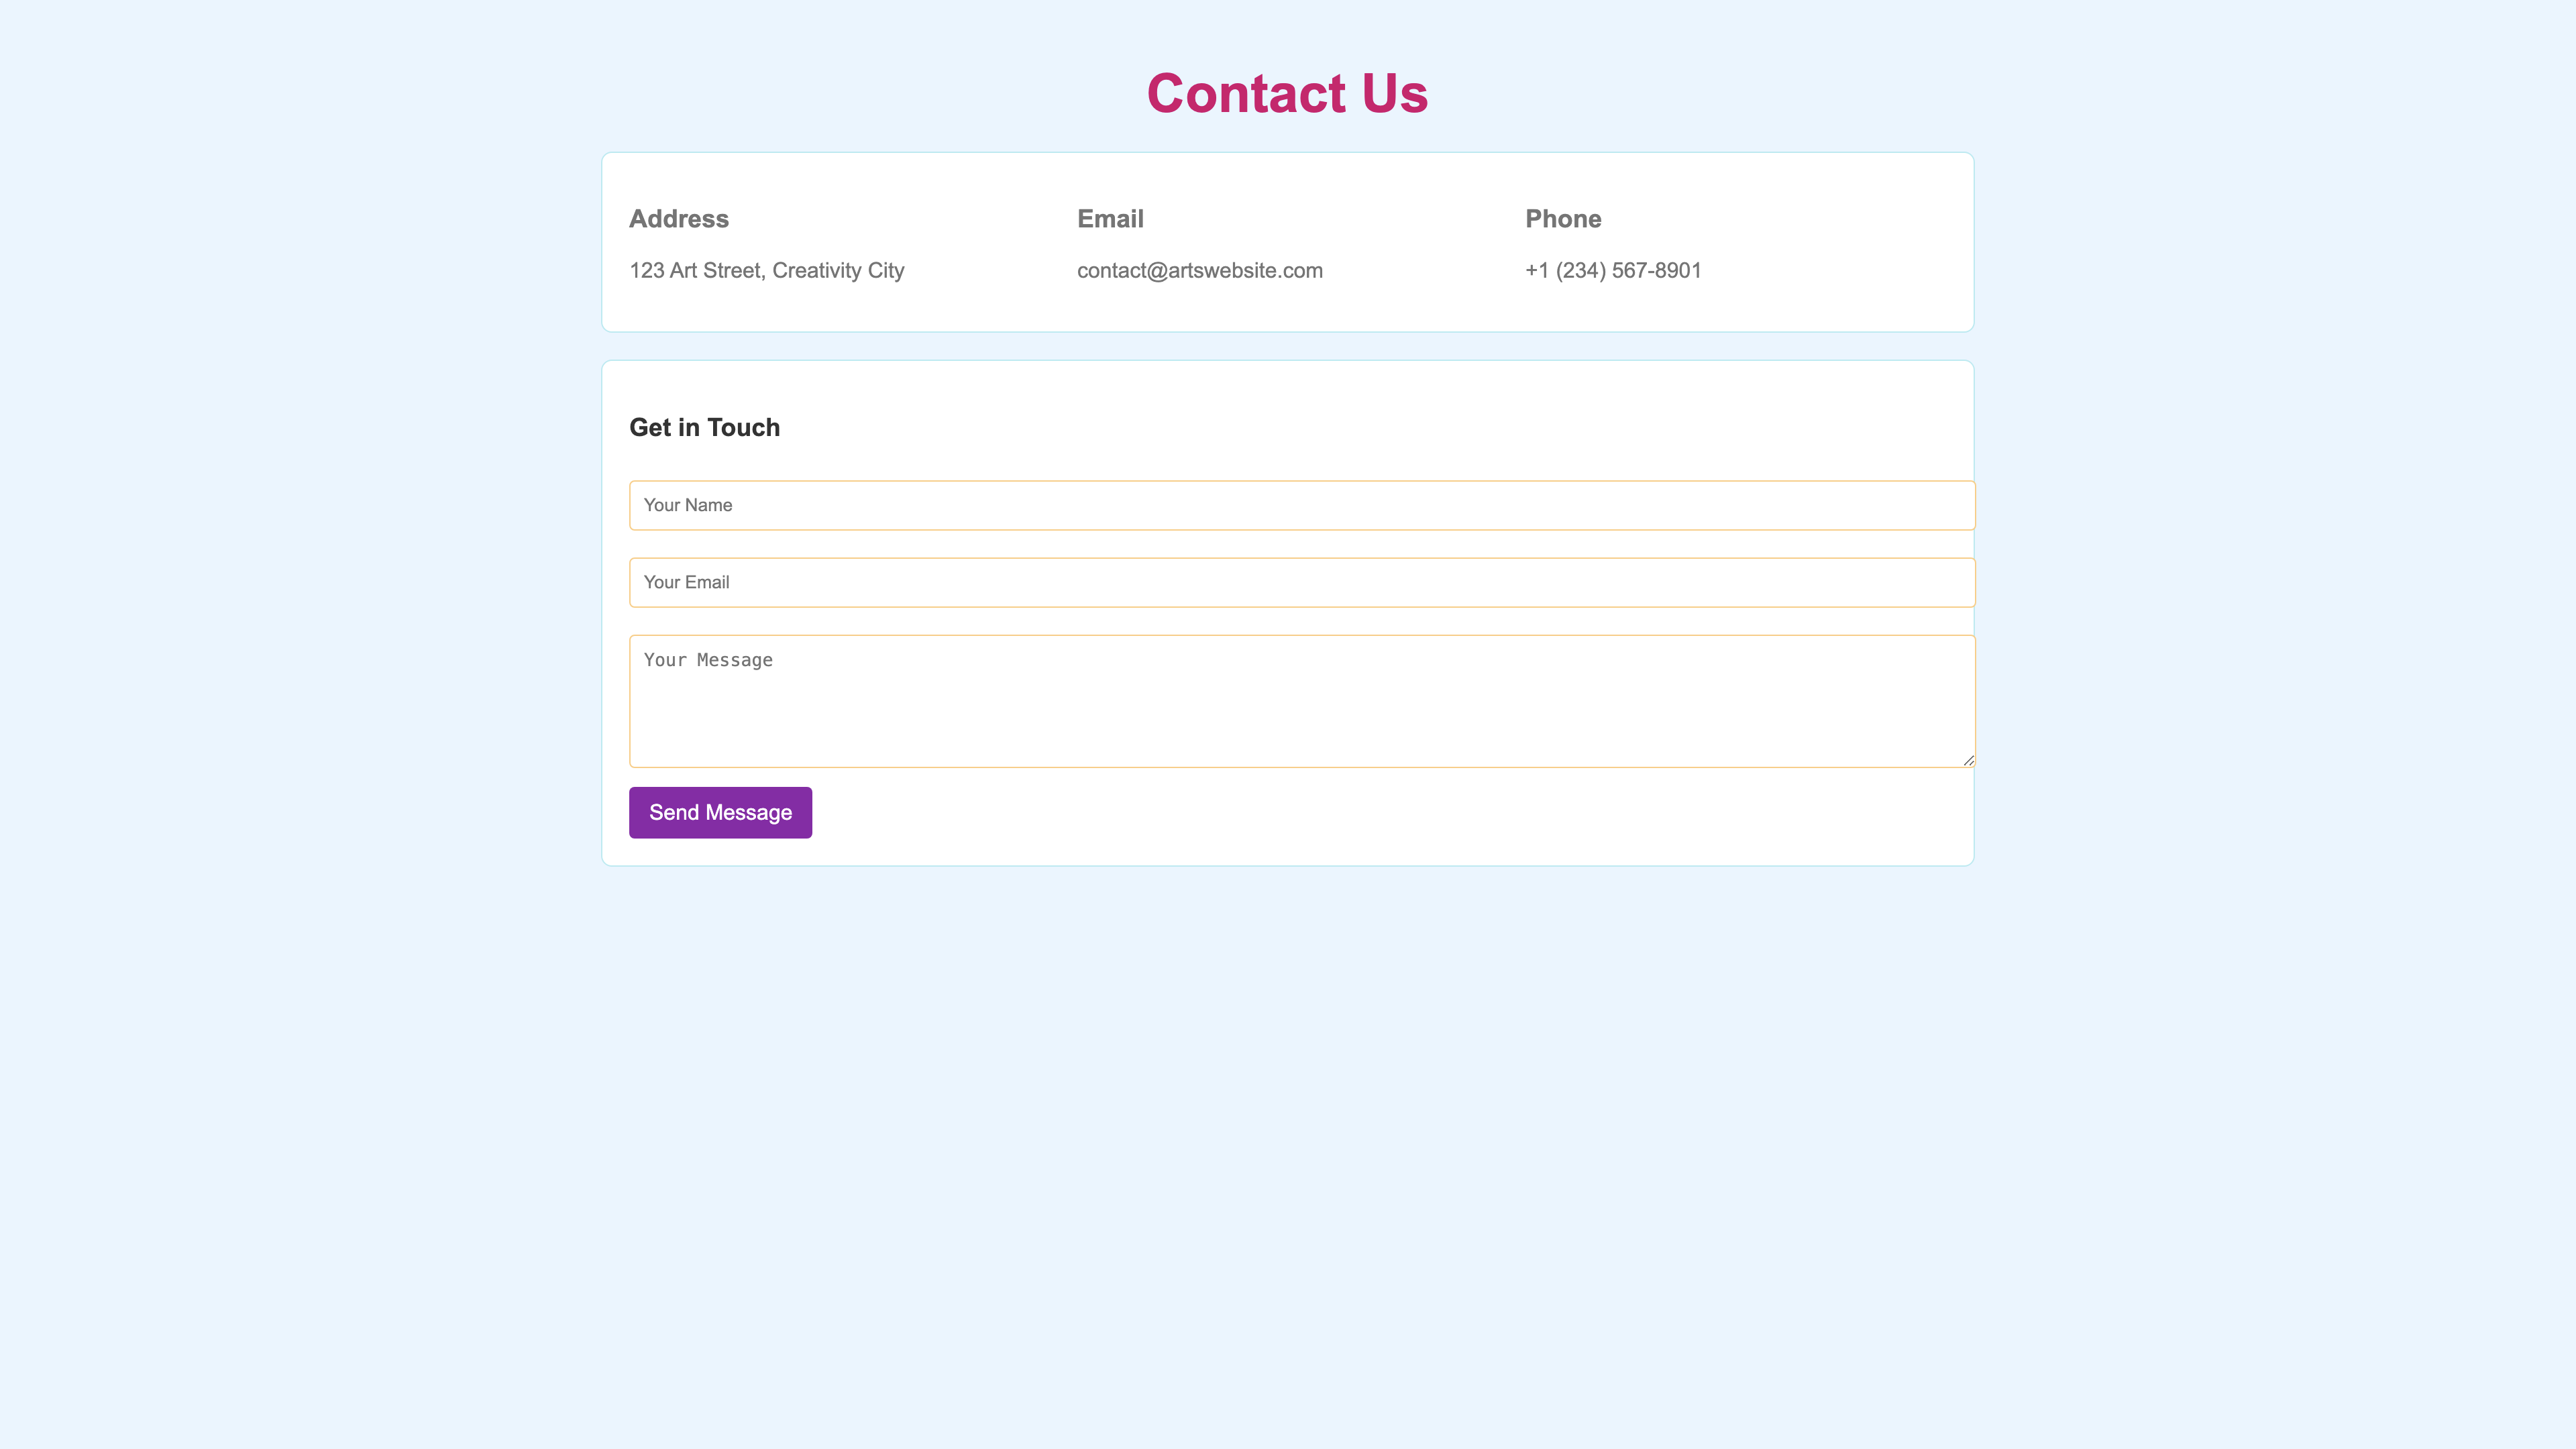 Contact Us
Address
123 Art Street, Creativity City
Email
contact@artswebsite.com
Phone
+1 (234) 567-8901
Get in Touch
Your Name
Your Email
Your Message
Send Message